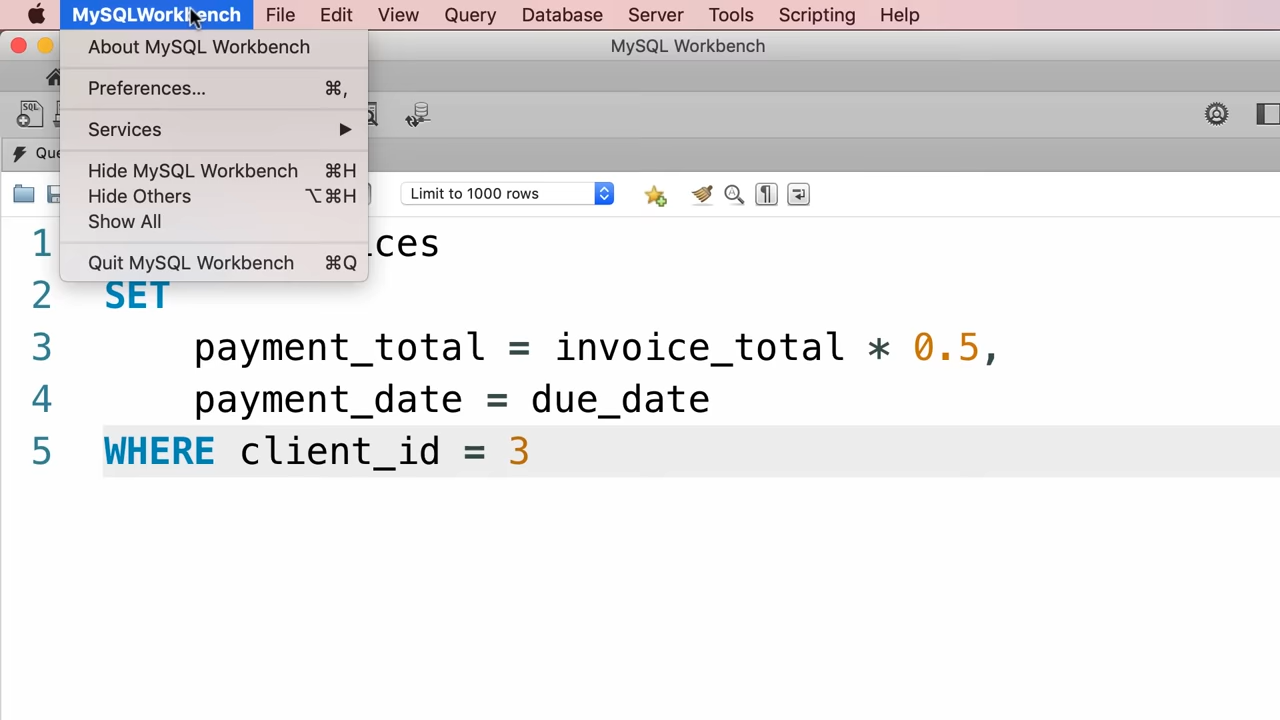 MySQLWorkbench File Edit View Query Database Server Tools Scripting Help
MySQL Workbench
About MySQL Workbench
Preferences... ⌘,
Services ▶
Hide MySQL Workbench ⌘H
Hide Others ⌥⌘H
Show All
Quit MySQL Workbench ⌘Q
SQL
Limit to 1000 rows
1
2 SET
3 payment_total = invoice_total * 0.5,
4 payment_date = due_date
5 WHERE client_id = 3